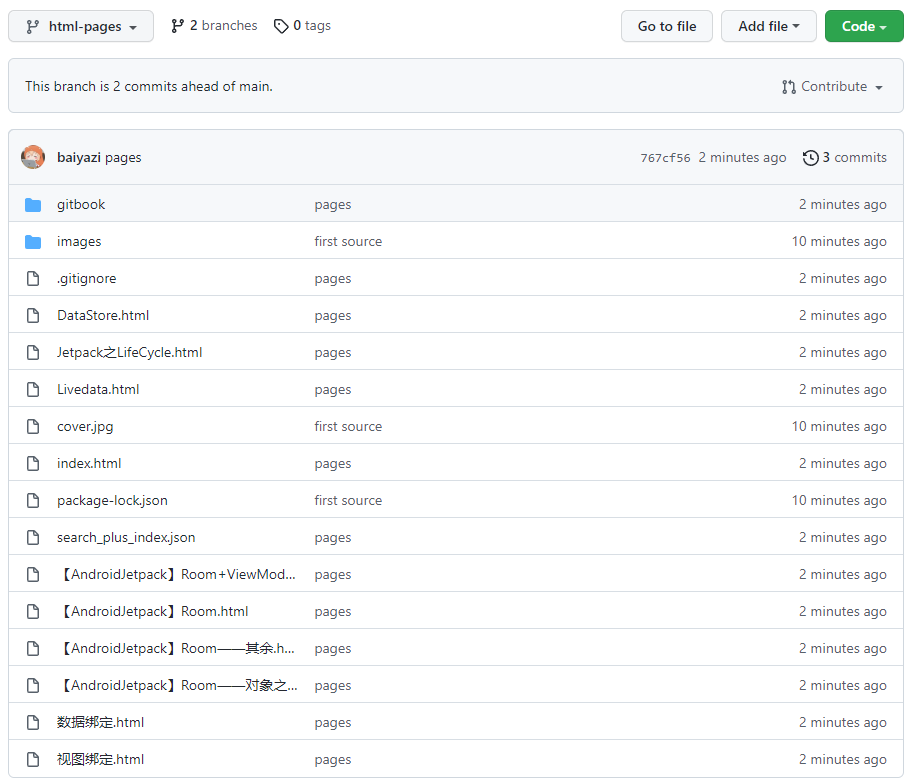 html-pages 2 branches 0 tags Go to file Add file Code
This branch is 2 commits ahead of main. Contribute
baiyazi pages 767cf56 2 minutes ago 3 commits
gitbook pages 2 minutes ago
images first source 10 minutes ago
.gitignore pages 2 minutes ago
DataStore.html pages 2 minutes ago
Jetpack之LifeCycle.html pages 2 minutes ago
Livedata.html pages 2 minutes ago
cover.jpg first source 10 minutes ago
index.html pages 2 minutes ago
package-lock.json first source 10 minutes ago
search_plus_index.json pages 2 minutes ago
【AndroidJetpack】Room+ViewMod... pages 2 minutes ago
【AndroidJetpack】Room.html pages 2 minutes ago
【AndroidJetpack】Room——其余.h... pages 2 minutes ago
【AndroidJetpack】Room——对象之... pages 2 minutes ago
数据绑定.html pages 2 minutes ago
视图绑定.html pages 2 minutes ago